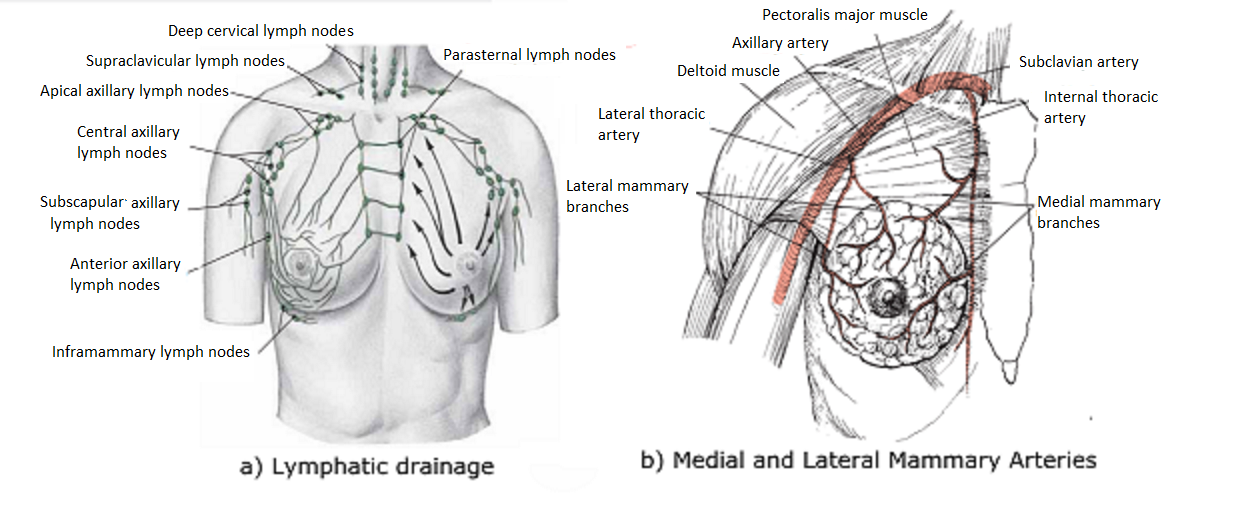 Deep cervical lymph nodes
Supraclavicular lymph nodes
Apical axillary lymph nodes
Central axillary
lymph nodes
Subscapular axillary
lymph nodes
Anterior axillary
lymph nodes
Inframammary lymph nodes
Parasternal lymph nodes
a) Lymphatic drainage
Pectoralis major muscle
Axillary artery
Deltoid muscle
Lateral thoracic
artery
Lateral mammary
branches
Subclavian artery
Internal thoracic
artery
Medial mammary
branches
b) Medial and Lateral Mammary Arteries